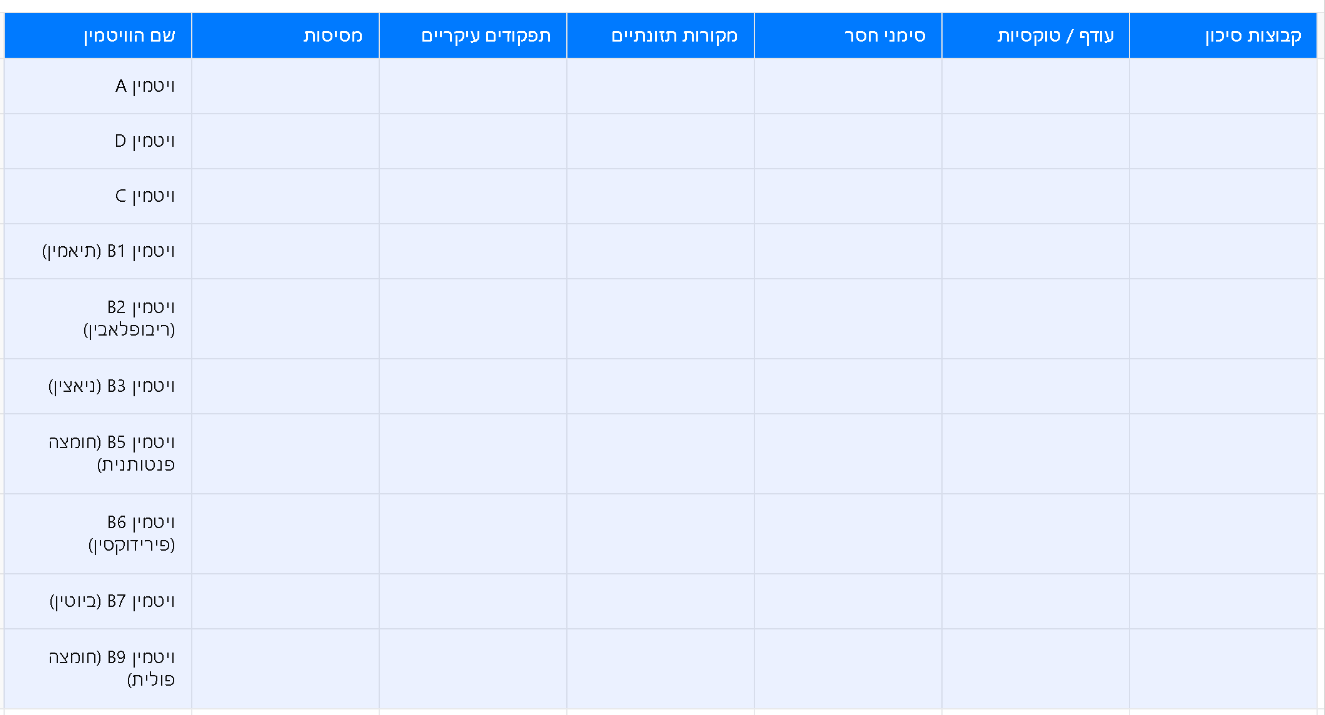 שם הוויטמין
מסיסות
תפקודים עיקריים
מקורות תזונתיים
סימני חסר
עודף / טוקסיות
קבוצות סיכון
ויטמין A
ויטמין D
ויטמין C
ויטמין B1 (תיאמין)
ויטמין B2
(ריבופלאבין)
ויטמין B3 (ניאצין)
ויטמין B5 (חומצה
פנטותנית)
ויטמין B6
(פירידוקסין)
ויטמין B7 (ביוטין)
ויטמין B9 (חומצה
פולית)